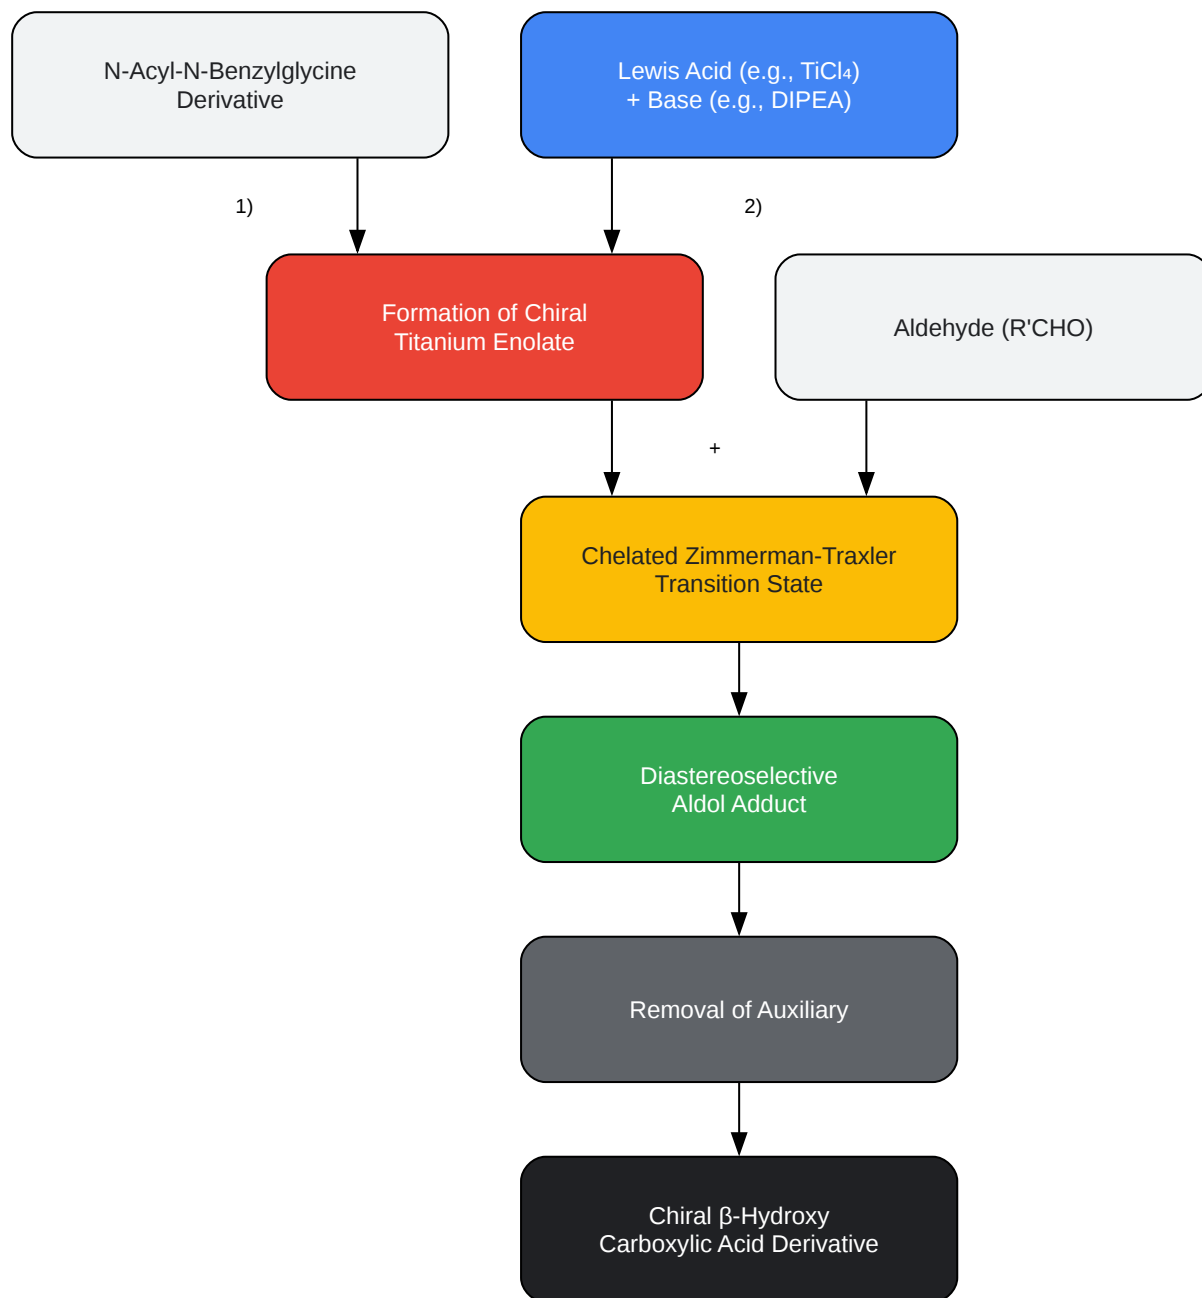 N-Acyl-N-Benzylglycine
Derivative
Lewis Acid (e.g., TiCl₄)
+ Base (e.g., DIPEA)
1)
2)
Formation of Chiral
Titanium Enolate
Aldehyde (R'CHO)
+
Chelated Zimmerman-Traxler
Transition State
Diastereoselective
Aldol Adduct
Removal of Auxiliary
Chiral β-Hydroxy
Carboxylic Acid Derivative